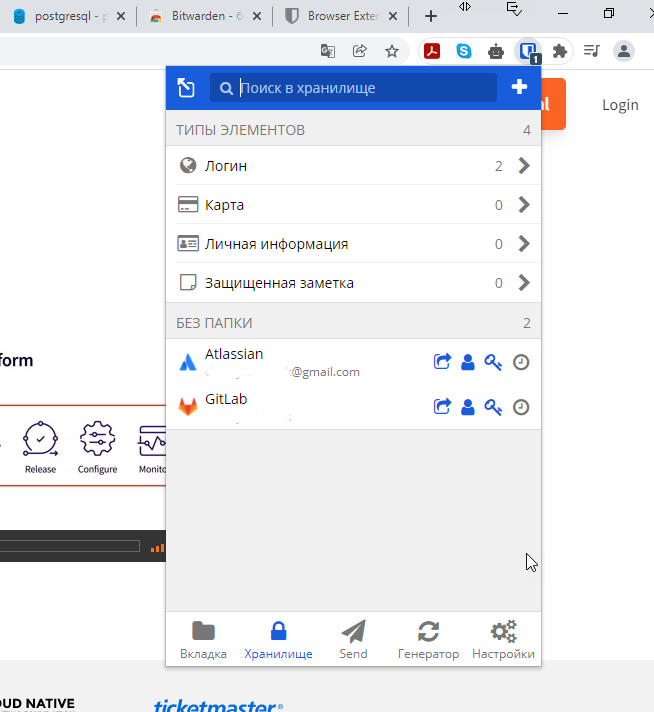 postgresql - p
Bitwarden - 6
Browser Exter
1
Поиск в хранилище
al
Login
ТИПЫ ЭЛЕМЕНТОВ 4
Логин 2
Карта 0
Личная информация 0
Защищенная заметка 0
БЕЗ ПАПКИ 2
Atlassian
@gmail.com
GitLab
form
Release Configure Monito
Вкладка Хранилище Send Генератор Настройки
OUD NATIVE
ticketmaster®